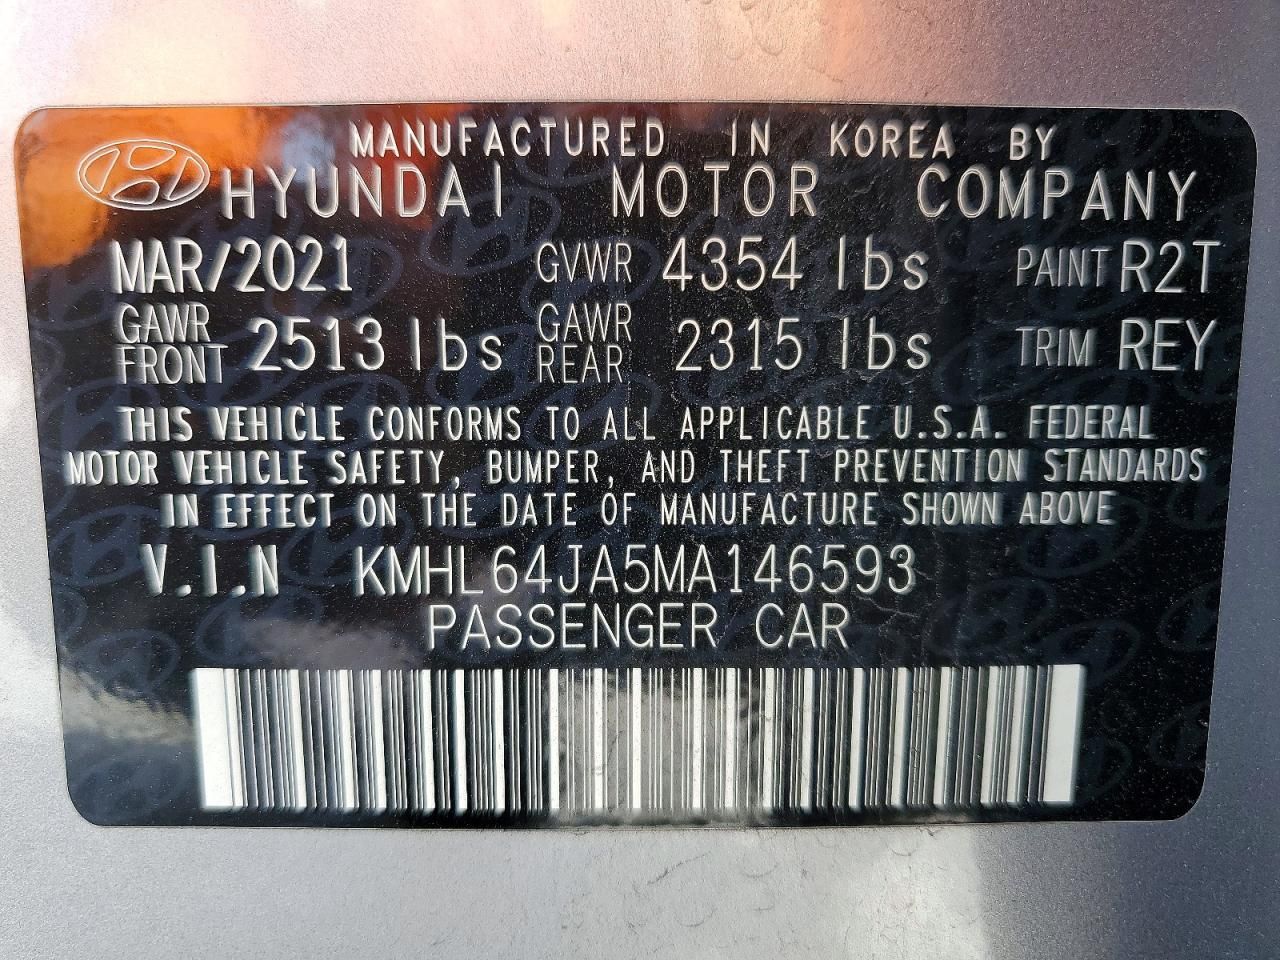 MANUFACTURED IN KOREA BY
HYUNDAI MOTOR COMPANY
MAR/2021 GVWR 4354 lbs PAINT R2T
GAWR FRONT 2513 lbs GAWR REAR 2315 lbs TRIM REY
THIS VEHICLE CONFORMS TO ALL APPLICABLE U.S.A. FEDERAL
MOTOR VEHICLE SAFETY, BUMPER, AND THEFT PREVENTION STANDARDS
IN EFFECT ON THE DATE OF MANUFACTURE SHOWN ABOVE
V.I.N KMHL64JA5MA146593
PASSENGER CAR